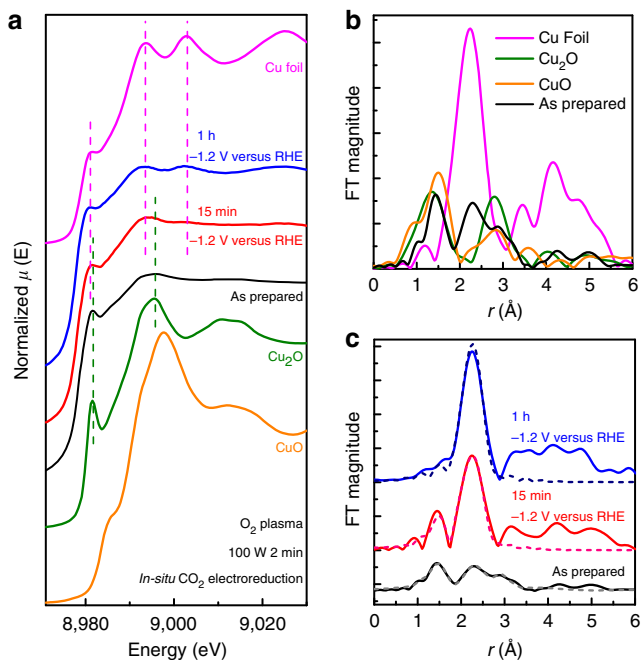 a
Normalized μ (E)
Cu foil
1 h
–1.2 V versus RHE
15 min
–1.2 V versus RHE
As prepared
Cu2O
CuO
O2 plasma
100 W 2 min
In-situ CO2 electroreduction
8,980
9,000
9,020
Energy (eV)
b
FT magnitude
Cu Foil
Cu2O
CuO
As prepared
0
1
2
3
4
5
6
r (Å)
c
FT magnitude
1 h
–1.2 V versus RHE
15 min
–1.2 V versus RHE
As prepared
0
1
2
3
4
5
6
r (Å)